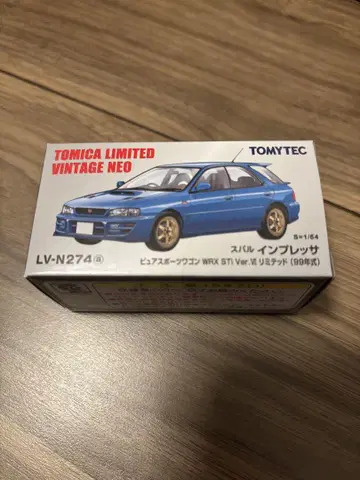 TOMICA LIMITED
VINTAGE NEO
TOMYTEC
S=1/64
スバル インプレッサ
LV-N274 a
ピュアスポーツワゴン WRX STi Ver.Ⅵ リミテッド (99年式)